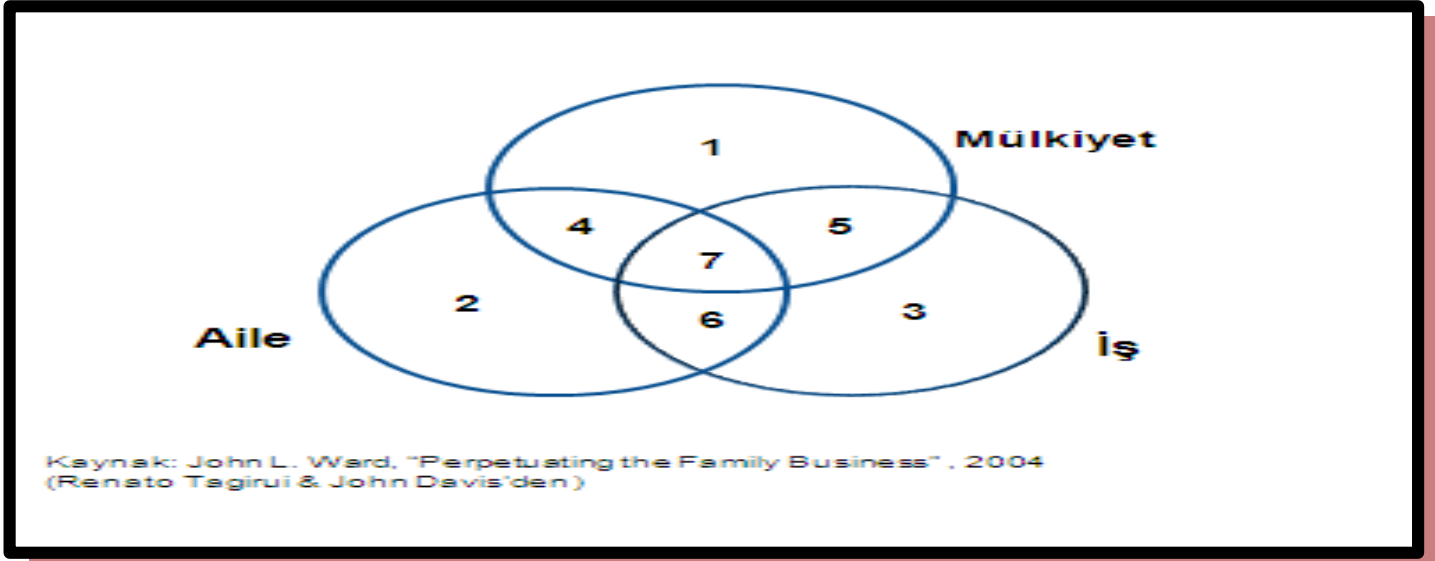 1
Mülkiyet
4
5
7
2
6
3
Aile
İş
Kaynak: John L. Ward, "Perpetuating the Family Business" , 2004
(Renato Tagirui & John Davis'den)